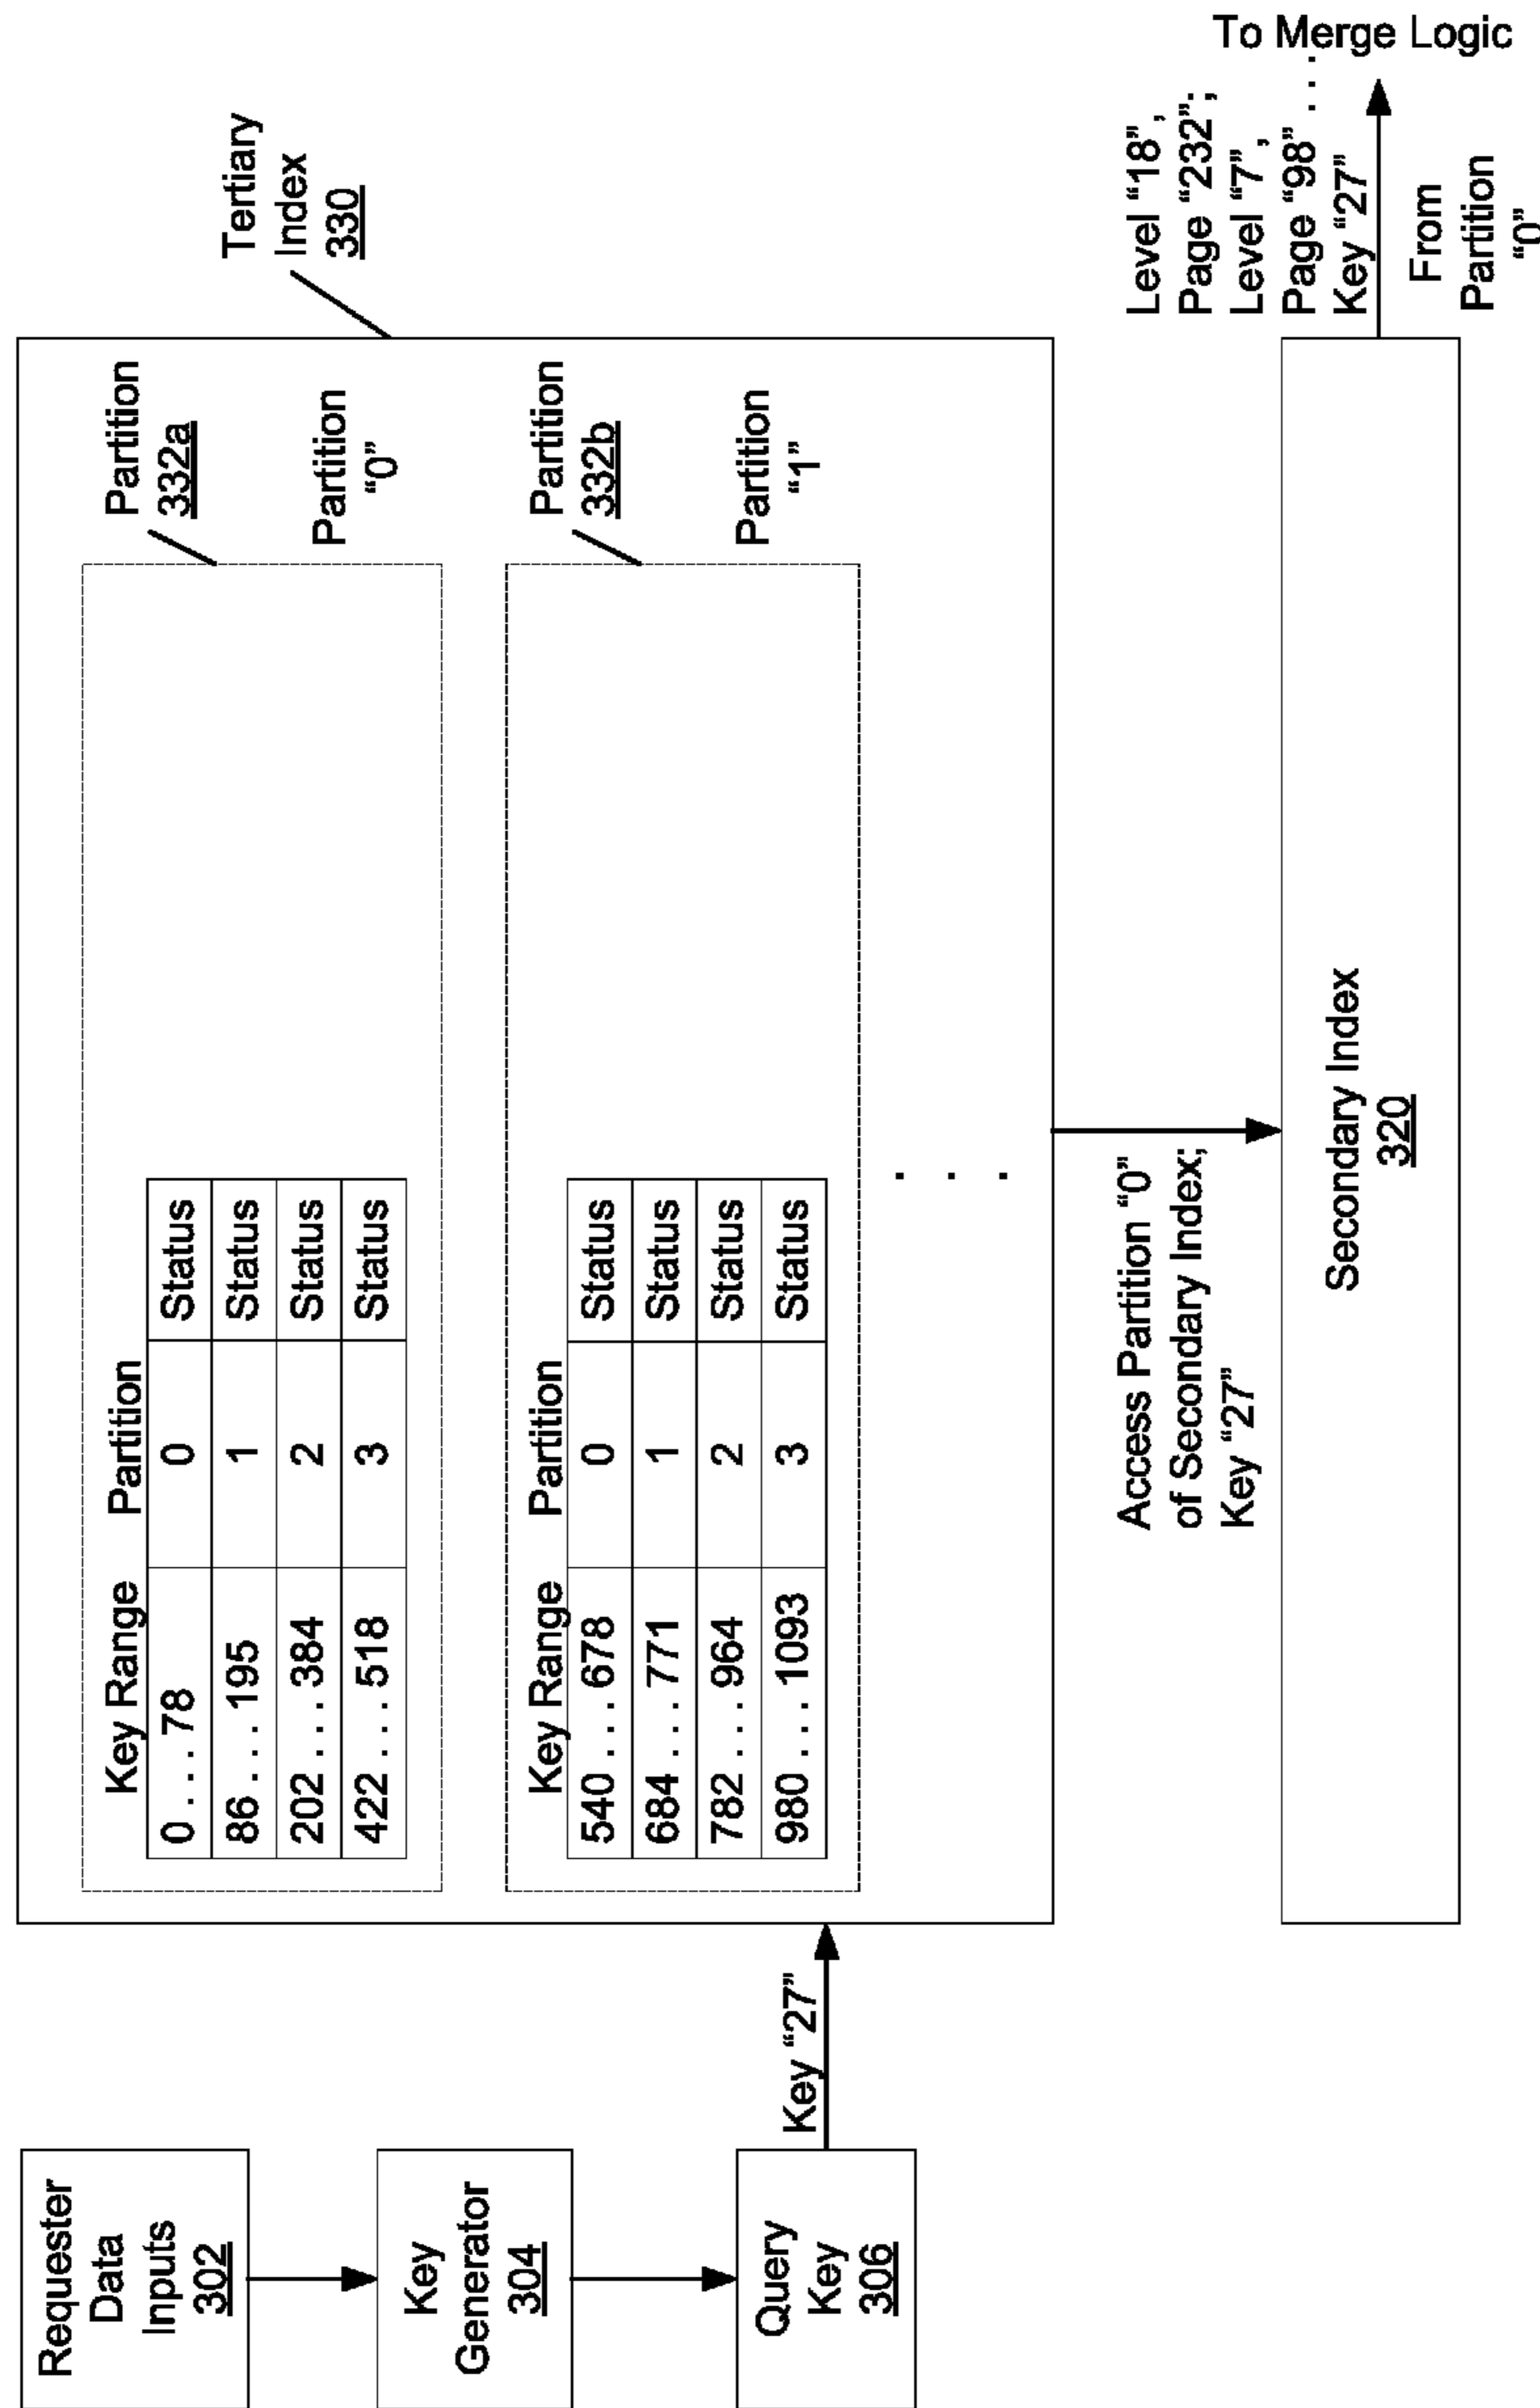 Requester
Data
Inputs
302
Key
Generator
304
Query
Key
306
Key “27”
Tertiary
Index
330
Partition
332a
Partition
“0”
Key Range Partition
0 . . . 78 0 Status
86 . . . 195 1 Status
202 . . . 384 2 Status
422 . . . 518 3 Status
Partition
332b
Partition
“1”
Key Range Partition
540 . . . 678 0 Status
684 . . . 771 1 Status
782 . . . 964 2 Status
980 . . . 1093 3 Status
. . .
Access Partition “0”
of Secondary Index;
Key “27”
Secondary Index
320
Level “18”,
Page “232”;
Level “7”,
Page “98” . . .
Key “27”
From
Partition
“0”
To Merge Logic